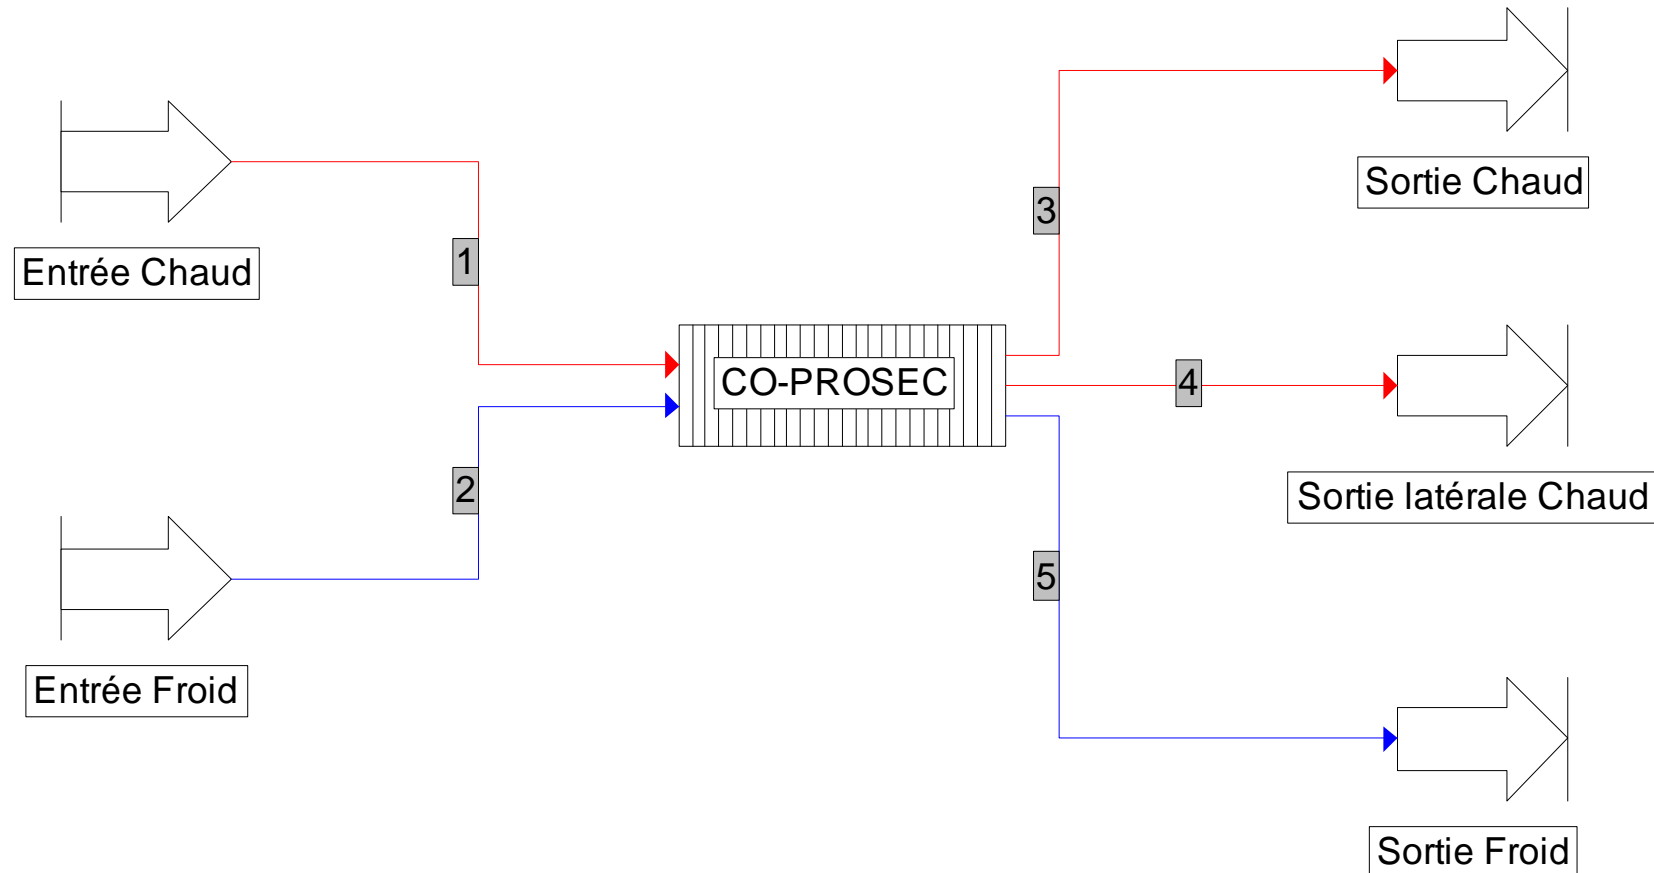 Sortie Chaud
3
Entrée Chaud
1
CO-PROSEC
4
2
Sortie latérale Chaud
5
Entrée Froid
Sortie Froid